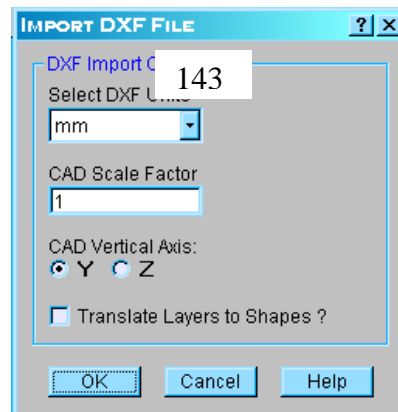 IMPORT DXF FILE
DXF Import
143
Select DXF Units
mm
CAD Scale Factor
1
CAD Vertical Axis:
Y Z
Translate Layers to Shapes ?
OK Cancel Help